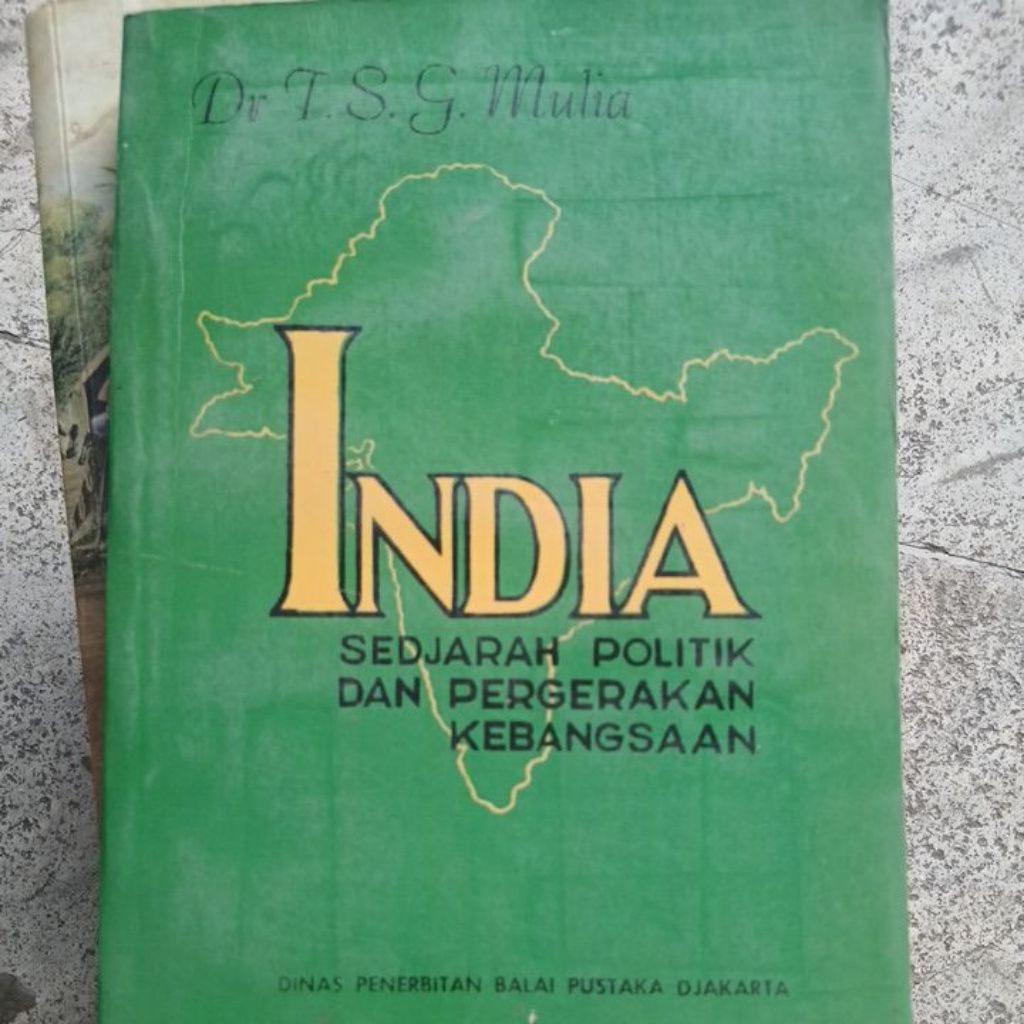 Dr T. S. G. Mulia
INDIA
SEDJARAH POLITIK
DAN PERGERAKAN
KEBANGSAAN
DINAS PENERBITAN BALAI PUSTAKA DJAKARTA